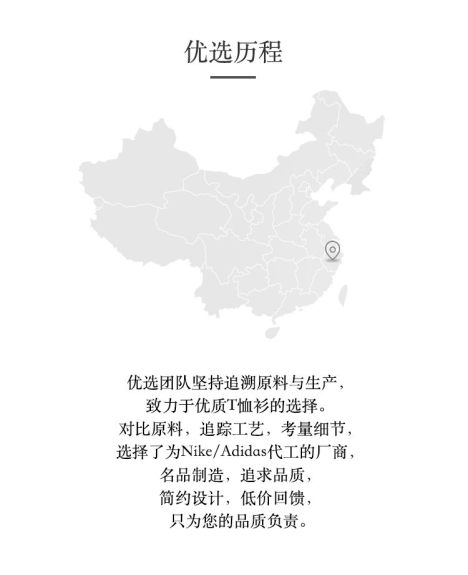 优选历程
优选团队坚持追溯原料与生产，
致力于优质T恤衫的选择。
对比原料，追踪工艺，考量细节，
选择了为Nike/Adidas代工的厂商，
名品制造，追求品质，
简约设计，低价回馈，
只为您的品质负责。